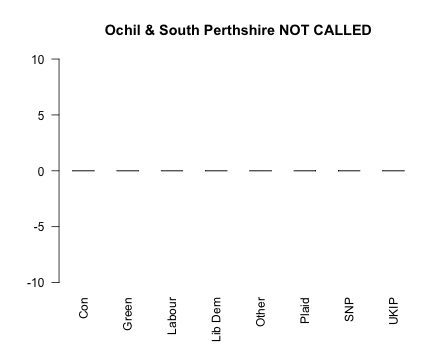 Ochil & South Perthshire NOT CALLED
10
5
0
-5
-10
Con
Green
Labour
Lib Dem
Other
Plaid
SNP
UKIP